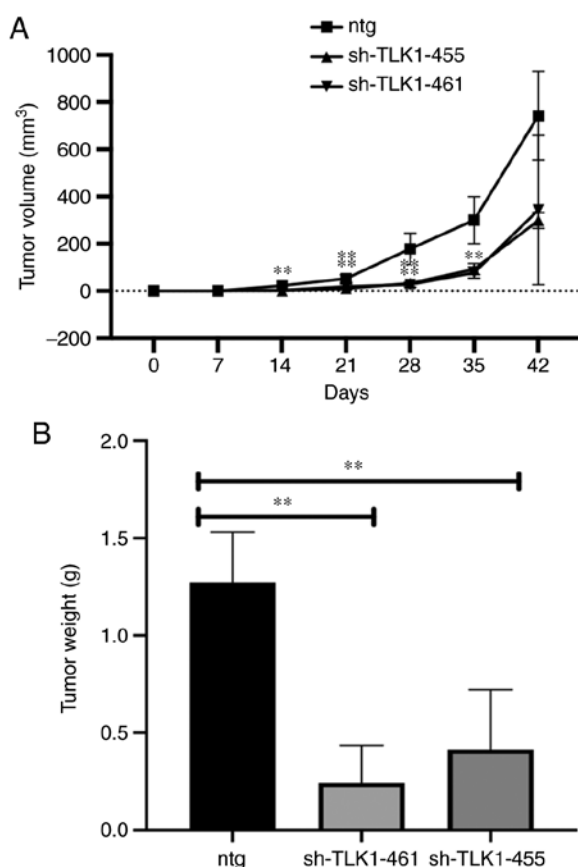 A
ntg
sh-TLK1-455
sh-TLK1-461
Tumor volume (mm³)
1000
800
600
400
200
0
−200
** ** ** ** ** **
** **
0 7 14 21 28 35 42
Days
B
Tumor weight (g)
2.0
1.5
1.0
0.5
0.0
**
**
ntg sh-TLK1-461 sh-TLK1-455